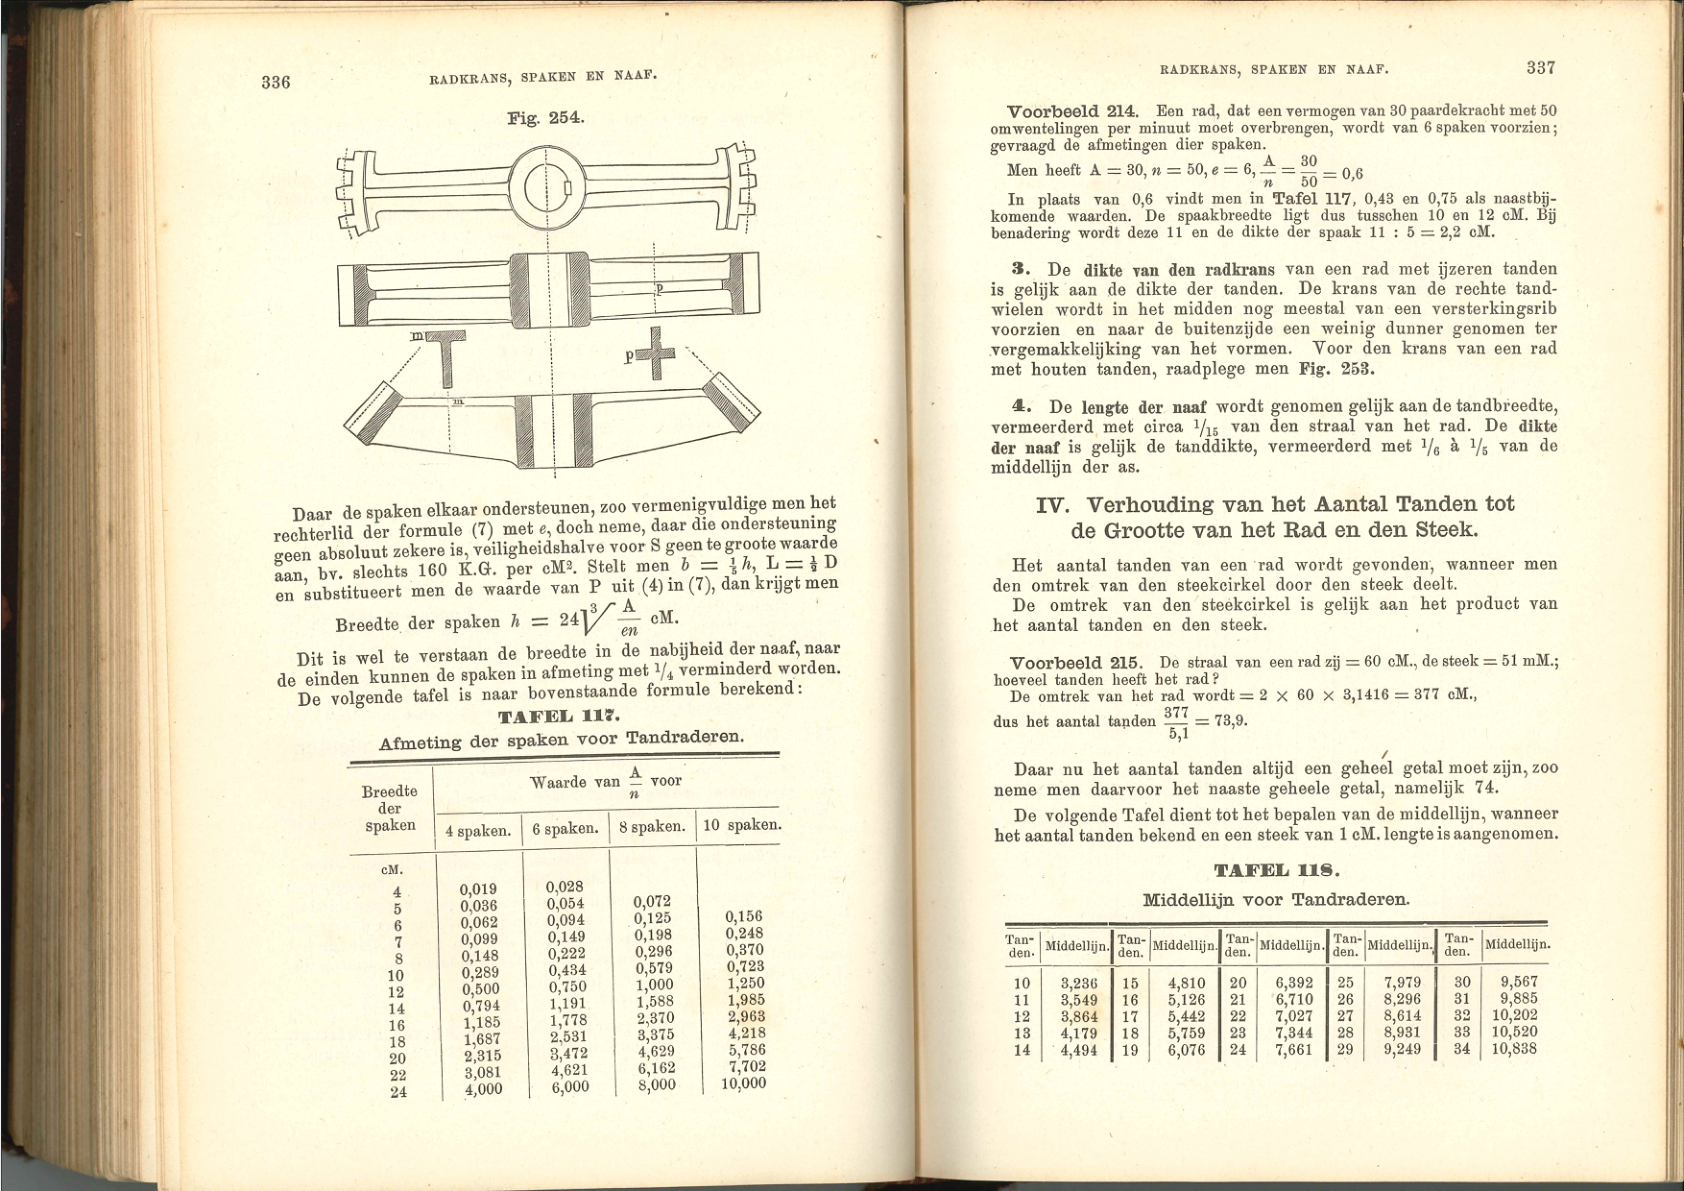 336
RADKRANS, SPAKEN EN NAAF.
Fig. 254.
p
m
p
m
Daar de spaken elkaar ondersteunen, zoo vermenigvuldige men het
rechterlid der formule (7) met e, doch neme, daar die ondersteuning
geen absoluut zekere is, veiligheidshalve voor S geen te groote waarde
aan, bv. slechts 160 K.G. per cM². Stelt men b = ⅕ h, L = ½ D
en substitueert men de waarde van P uit (4) in (7), dan krijgt men
Breedte der spaken h = 24 ∛ A/en cM.
Dit is wel te verstaan de breedte in de nabijheid der naaf, naar
de einden kunnen de spaken in afmeting met 1/4 verminderd worden.
De volgende tafel is naar bovenstaande formule berekend:
TAFEL 117.
Afmeting der spaken voor Tandraderen.
Breedte der spaken | Waarde van A/n voor
4 spaken. | 6 spaken. | 8 spaken. | 10 spaken.
cM.
4 0,019 0,028
5 0,036 0,054 0,072
6 0,062 0,094 0,125 0,156
7 0,099 0,149 0,198 0,248
8 0,148 0,222 0,296 0,370
10 0,289 0,434 0,579 0,723
12 0,500 0,750 1,000 1,250
14 0,794 1,191 1,588 1,985
16 1,185 1,778 2,370 2,963
18 1,687 2,531 3,375 4,218
20 2,315 3,472 4,629 5,786
22 3,081 4,621 6,162 7,702
24 4,000 6,000 8,000 10,000
RADKRANS, SPAKEN EN NAAF.
337
Voorbeeld 214. Een rad, dat een vermogen van 30 paardekracht met 50
omwentelingen per minuut moet overbrengen, wordt van 6 spaken voorzien;
gevraagd de afmetingen dier spaken.
Men heeft A = 30, n = 50, e = 6, A/n = 30/50 = 0,6
In plaats van 0,6 vindt men in Tafel 117, 0,43 en 0,75 als naastbij-
komende waarden. De spaakbreedte ligt dus tusschen 10 en 12 cM. Bij
benadering wordt deze 11 en de dikte der spaak 11 : 5 = 2,2 cM.
3. De dikte van den radkrans van een rad met ijzeren tanden
is gelijk aan de dikte der tanden. De krans van de rechte tand-
wielen wordt in het midden nog meestal van een versterkingsrib
voorzien en naar de buitenzijde een weinig dunner genomen ter
vergemakkelijking van het vormen. Voor den krans van een rad
met houten tanden, raadplege men Fig. 253.
4. De lengte der naaf wordt genomen gelijk aan de tandbreedte,
vermeerderd met circa 1/15 van den straal van het rad. De dikte
der naaf is gelijk de tanddikte, vermeerderd met 1/6 à 1/5 van de
middellijn der as.
IV. Verhouding van het Aantal Tanden tot
de Grootte van het Rad en den Steek.
Het aantal tanden van een rad wordt gevonden, wanneer men
den omtrek van den steekcirkel door den steek deelt.
De omtrek van den steekcirkel is gelijk aan het product van
het aantal tanden en den steek.
Voorbeeld 215. De straal van een rad zij = 60 cM., de steek = 51 mM.;
hoeveel tanden heeft het rad?
De omtrek van het rad wordt = 2 × 60 × 3,1416 = 377 cM.,
dus het aantal tanden 377/5,1 = 73,9.
Daar nu het aantal tanden altijd een geheel getal moet zijn, zoo
neme men daarvoor het naaste geheele getal, namelijk 74.
De volgende Tafel dient tot het bepalen van de middellijn, wanneer
het aantal tanden bekend en een steek van 1 cM. lengte is aangenomen.
TAFEL 118.
Middellijn voor Tandraderen.
Tan-den. | Middellijn. | Tan-den. | Middellijn. | Tan-den. | Middellijn. | Tan-den. | Middellijn. | Tan-den. | Middellijn.
10 3,236 15 4,810 20 6,392 25 7,979 30 9,567
11 3,549 16 5,126 21 6,710 26 8,296 31 9,885
12 3,864 17 5,442 22 7,027 27 8,614 32 10,202
13 4,179 18 5,759 23 7,344 28 8,931 33 10,520
14 4,494 19 6,076 24 7,661 29 9,249 34 10,838